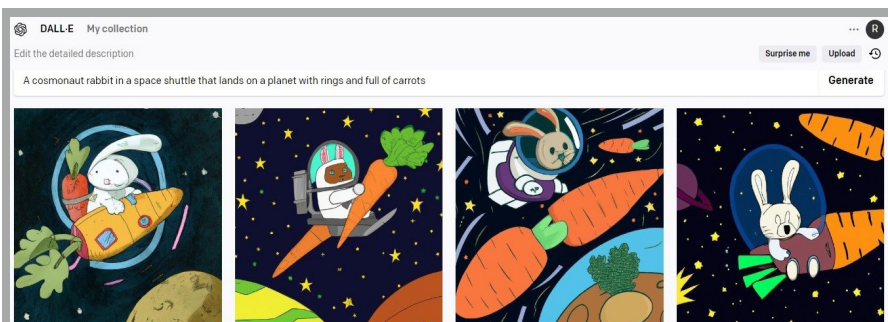 DALL·E My collection ··· R
Edit the detailed description Surprise me Upload
A cosmonaut rabbit in a space shuttle that lands on a planet with rings and full of carrots Generate